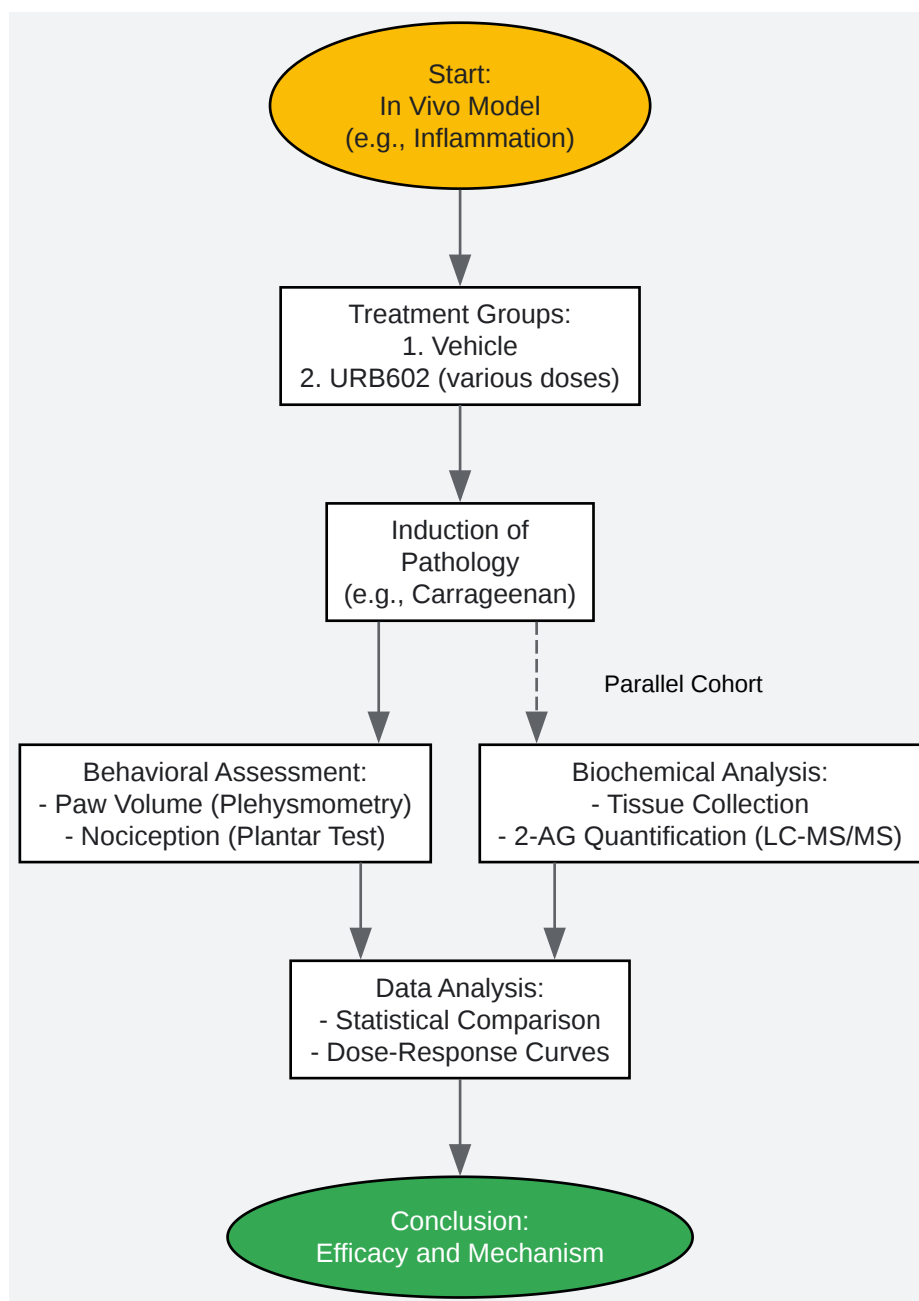 Start:
In Vivo Model
(e.g., Inflammation)
Treatment Groups:
1. Vehicle
2. URB602 (various doses)
Induction of
Pathology
(e.g., Carrageenan)
Parallel Cohort
Behavioral Assessment:
- Paw Volume (Plehysmometry)
- Nociception (Plantar Test)
Biochemical Analysis:
- Tissue Collection
- 2-AG Quantification (LC-MS/MS)
Data Analysis:
- Statistical Comparison
- Dose-Response Curves
Conclusion:
Efficacy and Mechanism